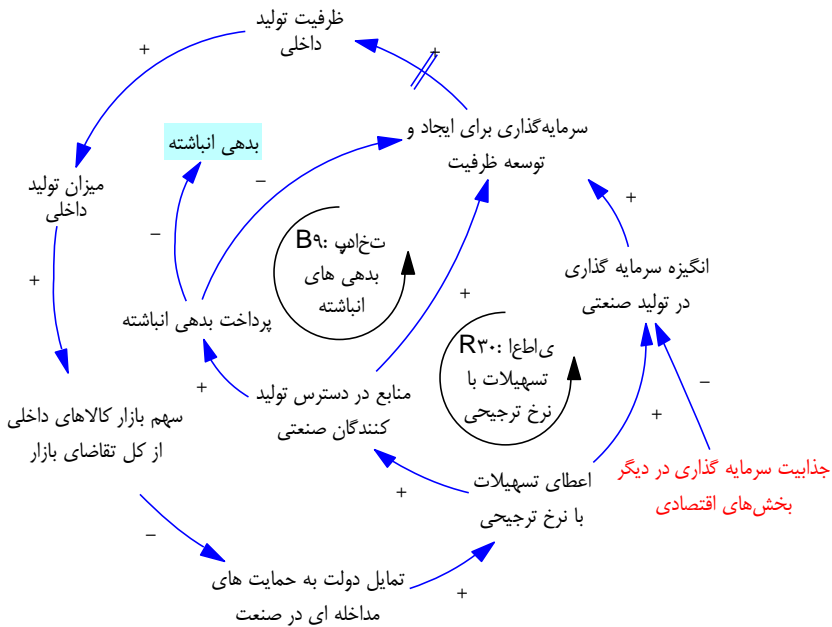 ظرفیت تولید
داخلی
+
+
سرمایه‌گذاری برای ایجاد و
توسعه ظرفیت
بدهی انباشته
میزان تولید
داخلی
–
+
–
B۹: تخادرپ
بدهی های
انباشته
انگیزه سرمایه گذاری
در تولید صنعتی
+
+
پرداخت بدهی انباشته
R۳۰: یاطعا
تسهیلات با
نرخ ترجیحی
–
+
+
منابع در دسترس تولید
کنندگان صنعتی
سهم بازار کالاهای داخلی
از کل تقاضای بازار
جذابیت سرمایه گذاری در دیگر
بخش‌های اقتصادی
+
اعطای تسهیلات
با نرخ ترجیحی
–
تمایل دولت به حمایت های
مداخله ای در صنعت
+